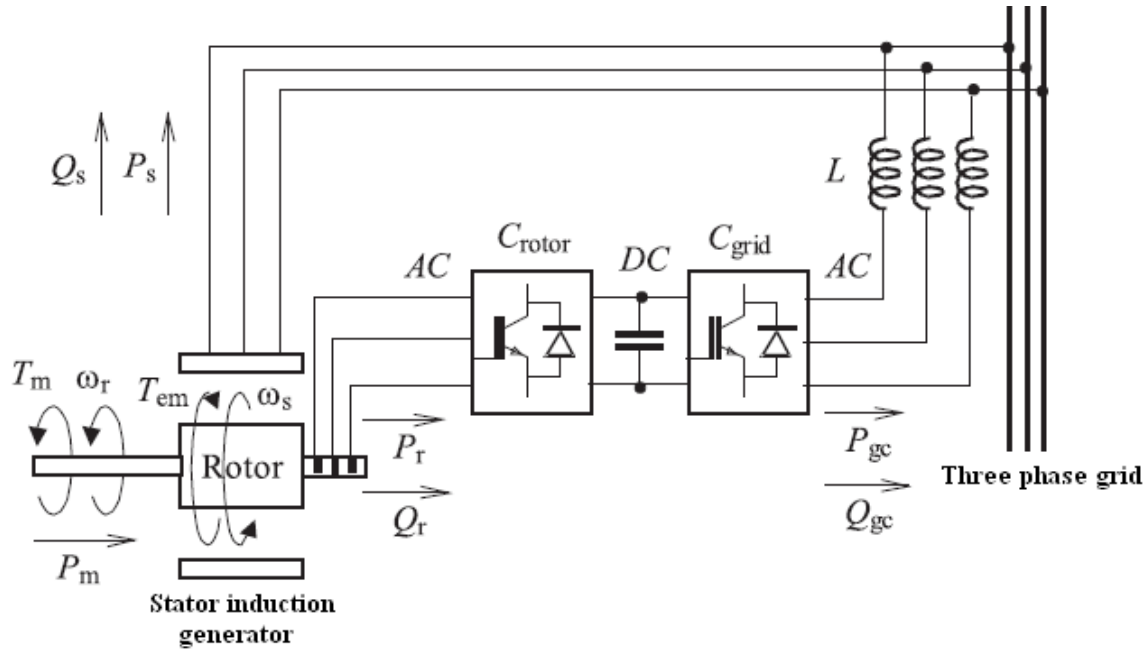 Qs Ps
L
Crotor
Cgrid
AC
DC
AC
Tm ωr
Tem ωs
Rotor
Pr
Qr
Pgc
Qgc
Three phase grid
Pm
Stator induction
generator